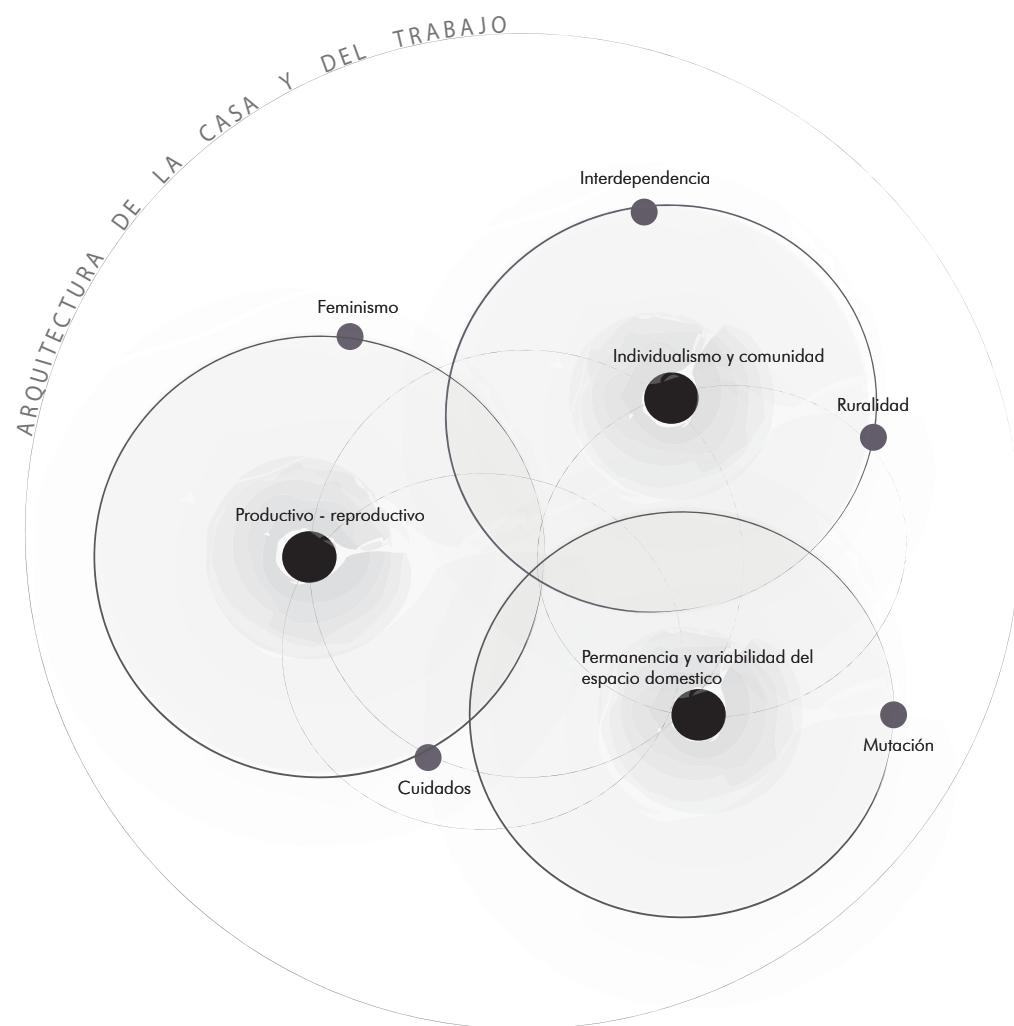 ARQUITECTURA DE LA CASA Y DEL TRABAJO
Interdependencia
Feminismo
Individualismo y comunidad
Ruralidad
Productivo - reproductivo
Permanencia y variabilidad del
espacio domestico
Mutación
Cuidados